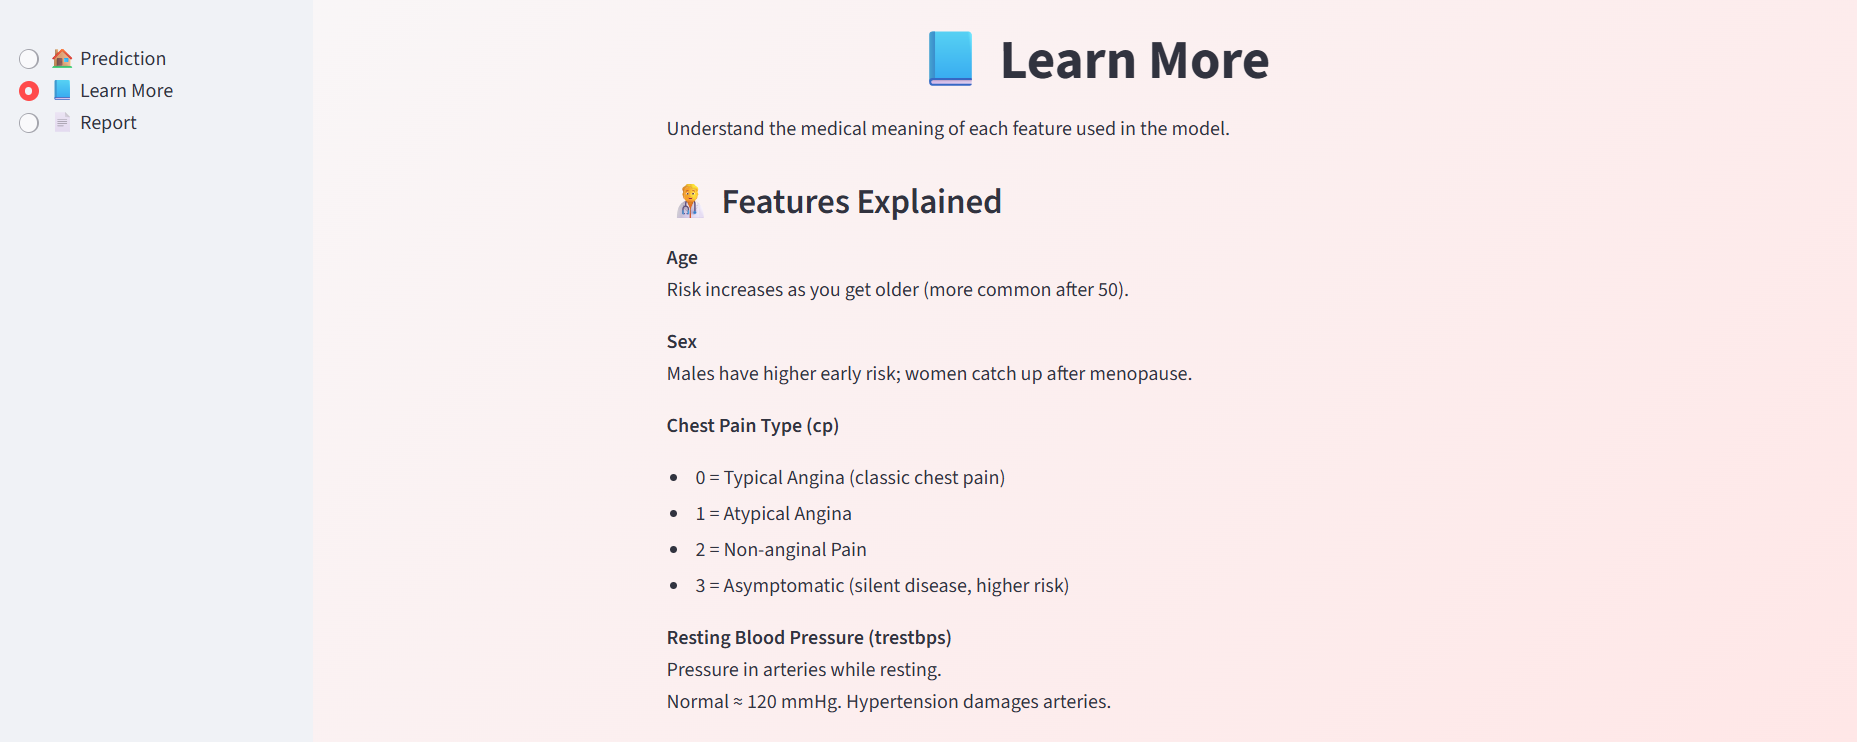 Prediction
Learn More
Report
Learn More
Understand the medical meaning of each feature used in the model.
Features Explained
Age
Risk increases as you get older (more common after 50).
Sex
Males have higher early risk; women catch up after menopause.
Chest Pain Type (cp)
• 0 = Typical Angina (classic chest pain)
• 1 = Atypical Angina
• 2 = Non-anginal Pain
• 3 = Asymptomatic (silent disease, higher risk)
Resting Blood Pressure (trestbps)
Pressure in arteries while resting.
Normal ≈ 120 mmHg. Hypertension damages arteries.